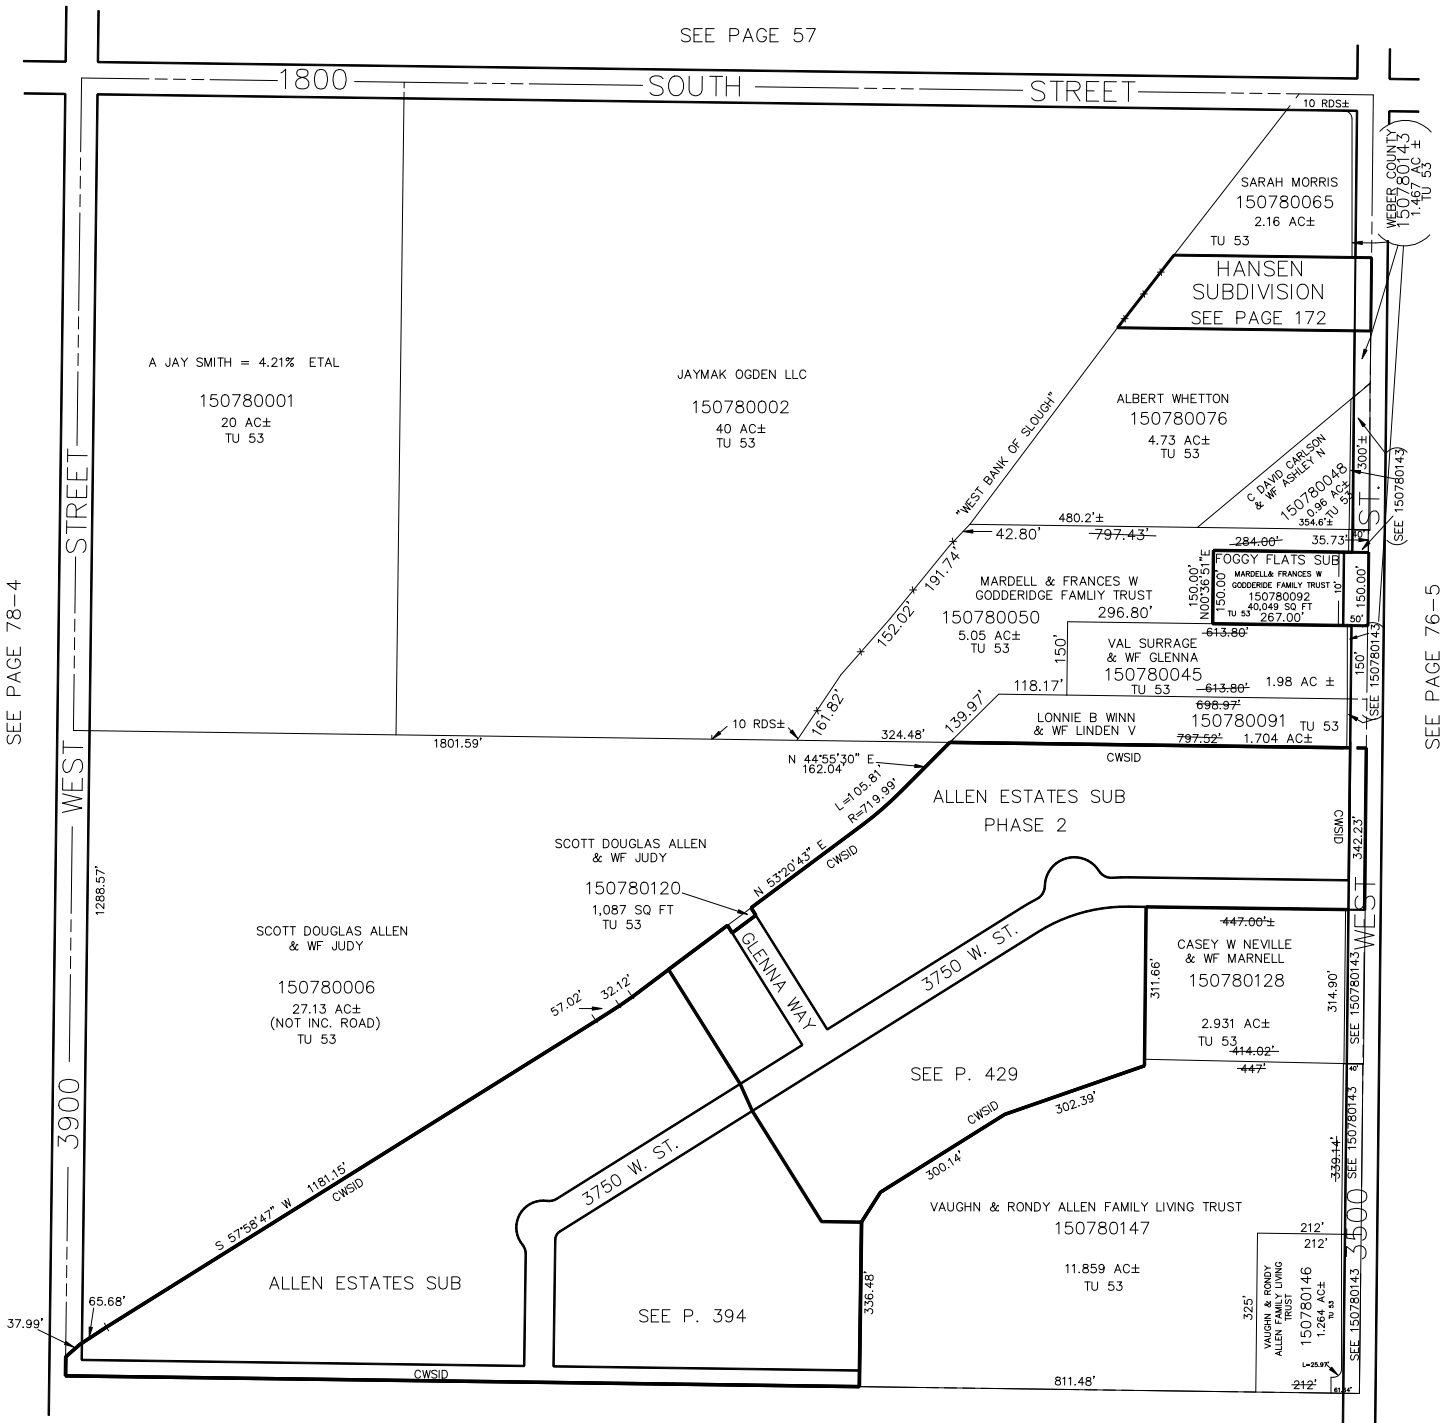 SEE PAGE 57
1800 SOUTH STREET
10 RDS±
WEBER COUNTY
150780143
1.467 AC ±
TU 53
SARAH MORRIS
150780065
2.16 AC±
TU 53
HANSEN
SUBDIVISION
SEE PAGE 172
A JAY SMITH = 4.21% ETAL
150780001
20 AC±
TU 53
JAYMAK OGDEN LLC
150780002
40 AC±
TU 53
"WEST BANK OF SLOUGH"
ALBERT WHETTON
150780076
4.73 AC±
TU 53
C DAVID CARLSON
& WF ASHLEY N
150780048
0.96 AC±
TU 53
354.6'±
300'±
(SEE 150780143)
ST.
40'
480.2'±
42.80'
797.43'
284.00'
35.73'
191.74'
152.02'
161.82'
MARDELL & FRANCES W
GODDERIDGE FAMLIY TRUST
150780050
5.05 AC±
TU 53
296.80'
150.00'
N00°36'51"E
150.00'
FOGGY FLATS SUB
MARDELL& FRANCES W
GODDERIDE FAMILY TRUST
150780092
40,049 SQ FT
TU 53
267.00'
10'
50'
150.00'
613.80'
VAL SURRAGE
& WF GLENNA
150780045
TU 53
1.98 AC ±
613.80'
150'
150'
SEE 150780143
118.17'
139.97'
698.97'
LONNIE B WINN
& WF LINDEN V
150780091
TU 53
797.52'
1.704 AC±
SEE PAGE 78-4
SEE PAGE 76-5
3900 WEST STREET
1801.59'
10 RDS±
324.48'
N 44°55'30" E
162.04'
L=105.81'
R=719.99'
CWSID
ALLEN ESTATES SUB
PHASE 2
CWSID
342.23'
N 53°20'43" E
CWSID
SCOTT DOUGLAS ALLEN
& WF JUDY
150780120
1,087 SQ FT
TU 53
1288.57'
SCOTT DOUGLAS ALLEN
& WF JUDY
150780006
27.13 AC±
(NOT INC. ROAD)
TU 53
57.02'
32.12'
GLENNA WAY
3750 W. ST.
447.00'±
CASEY W NEVILLE
& WF MARNELL
150780128
2.931 AC±
TU 53
414.02'
447'
311.66'
314.90'
SEE 150780143
40'
SEE P. 429
CWSID
302.39'
300.14'
339.14'
SEE 150780143
3500 WEST
S 57°58'47" W
1181.15'
CWSID
3750 W. ST.
VAUGHN & RONDY ALLEN FAMILY LIVING TRUST
150780147
11.859 AC±
TU 53
212'
212'
VAUGHN & RONDY
ALLEN FAMILY LIVING
TRUST
150780146
1.264 AC±
TU 53
325'
SEE 150780143
L=25.97'
212'
336.48'
ALLEN ESTATES SUB
SEE P. 394
65.68'
37.99'
CWSID
811.48'